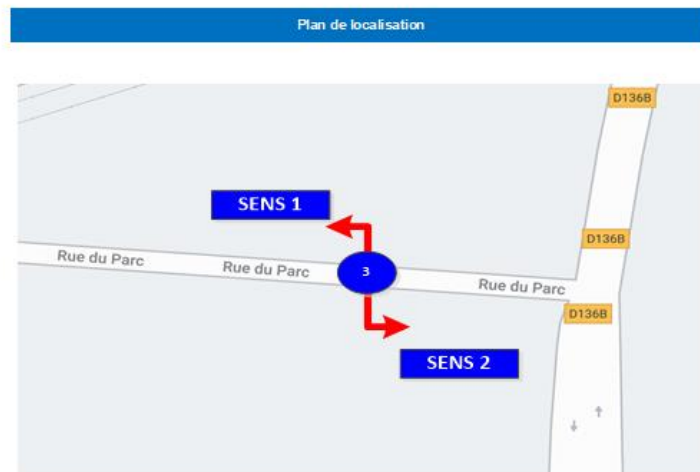 Plan de localisation
D136B
SENS 1
D136B
Rue du Parc
Rue du Parc
3
Rue du Parc
D136B
SENS 2